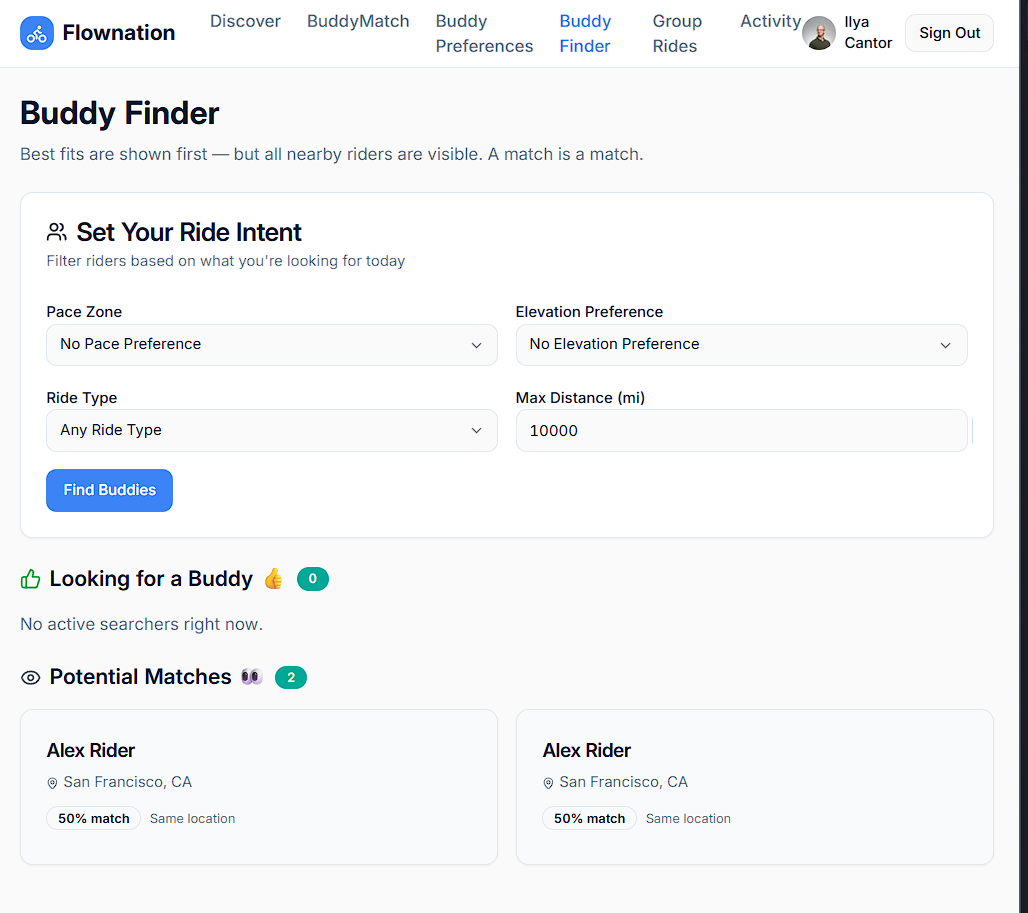 Flownation
Discover
BuddyMatch
Buddy
Preferences
Buddy
Finder
Group
Rides
Activity
Ilya
Cantor
Sign Out
Buddy Finder
Best fits are shown first — but all nearby riders are visible. A match is a match.
Set Your Ride Intent
Filter riders based on what you're looking for today
Pace Zone
No Pace Preference
Elevation Preference
No Elevation Preference
Ride Type
Any Ride Type
Max Distance (mi)
10000
Find Buddies
Looking for a Buddy 👍 0
No active searchers right now.
Potential Matches 👀 2
Alex Rider
San Francisco, CA
50% match Same location
Alex Rider
San Francisco, CA
50% match Same location